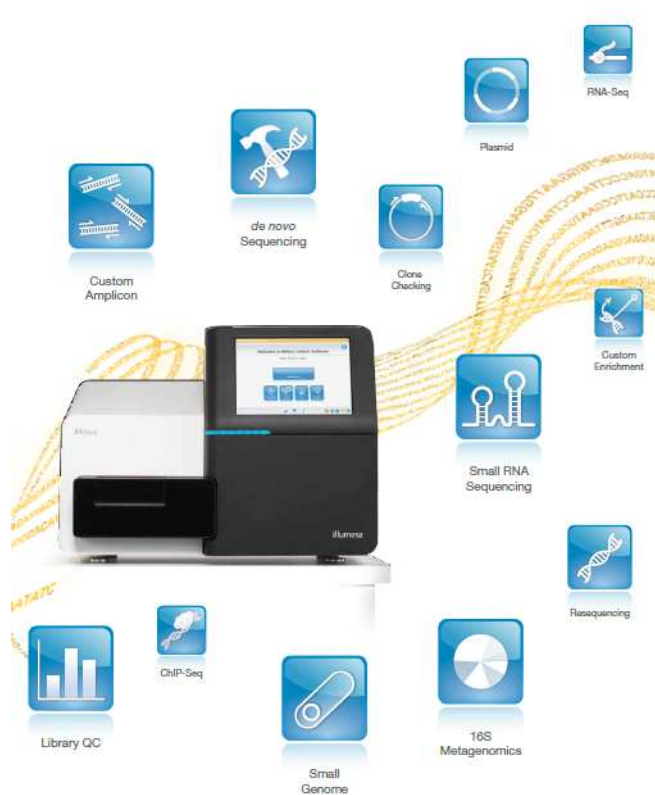 RNA-Seq
Plasmid
de novo
Sequencing
Clone
Checking
Custom
Amplicon
Custom
Enrichment
MiSeq
illumina
Small RNA
Sequencing
Resequencing
ChIP-Seq
Library QC
16S
Metagenomics
Small
Genome